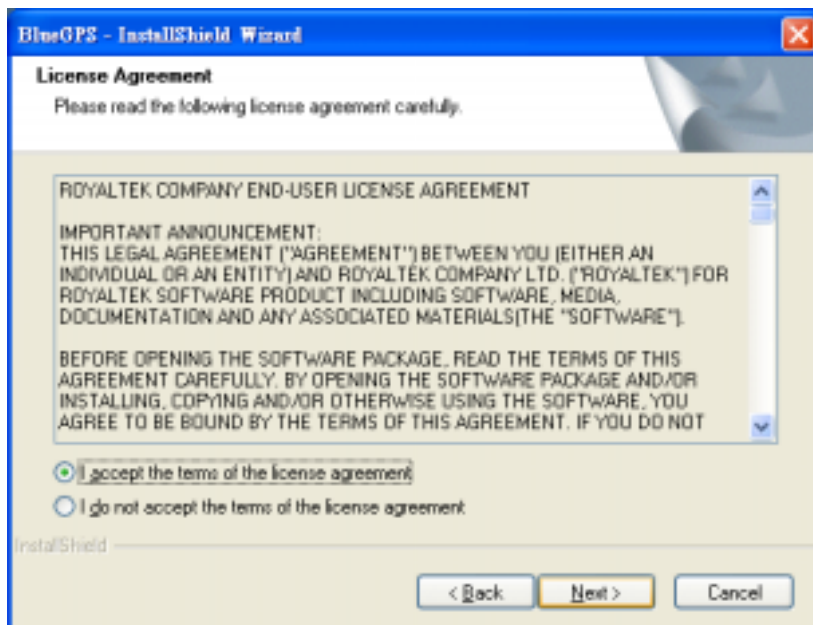 BlueGPS - InstallShield Wizard
License Agreement
Please read the following license agreement carefully.
ROYALTEK COMPANY END-USER LICENSE AGREEMENT
IMPORTANT ANNOUNCEMENT:
THIS LEGAL AGREEMENT ("AGREEMENT") BETWEEN YOU (EITHER AN
INDIVIDUAL OR AN ENTITY) AND ROYALTEK COMPANY LTD. ("ROYALTEK") FOR
ROYALTEK SOFTWARE PRODUCT INCLUDING SOFTWARE, MEDIA,
DOCUMENTATION AND ANY ASSOCIATED MATERIALS(THE "SOFTWARE").
BEFORE OPENING THE SOFTWARE PACKAGE, READ THE TERMS OF THIS
AGREEMENT CAREFULLY. BY OPENING THE SOFTWARE PACKAGE AND/OR
INSTALLING, COPYING AND/OR OTHERWISE USING THE SOFTWARE, YOU
AGREE TO BE BOUND BY THE TERMS OF THIS AGREEMENT. IF YOU DO NOT
I accept the terms of the license agreement
I do not accept the terms of the license agreement
InstallShield
< Back
Next >
Cancel